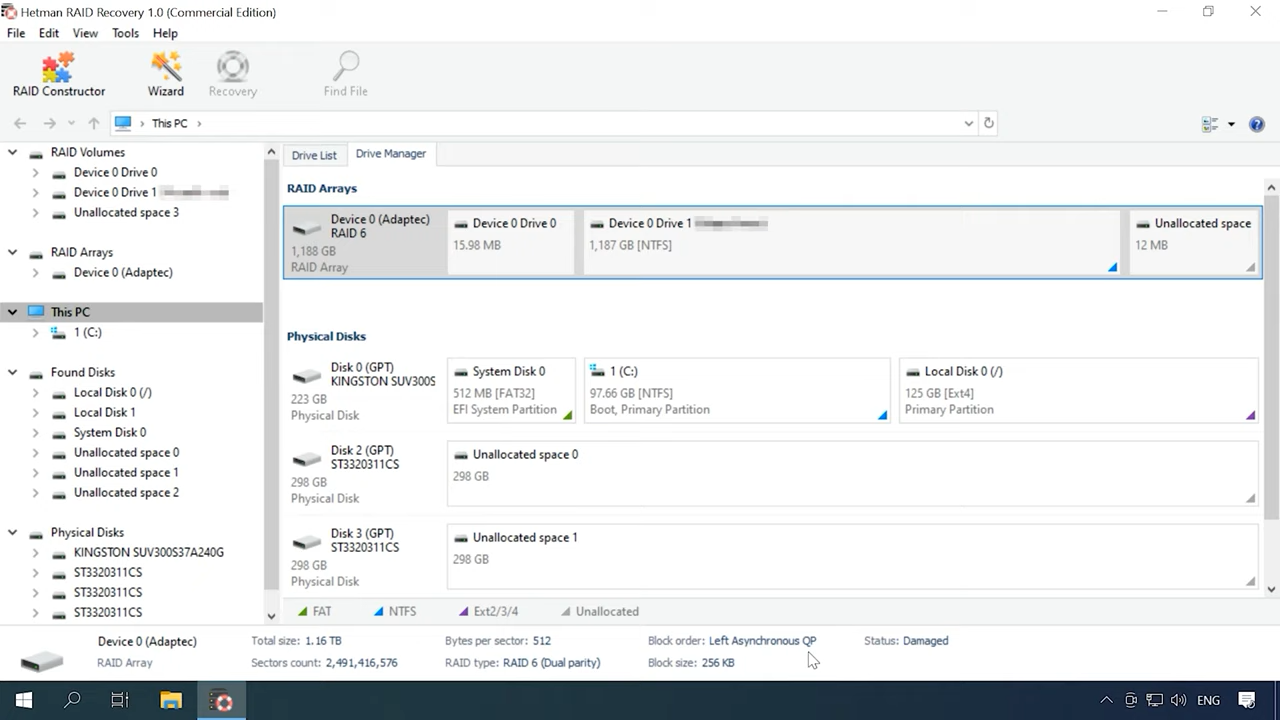 Hetman RAID Recovery 1.0 (Commercial Edition)
File Edit View Tools Help
RAID Constructor Wizard Recovery Find File
This PC
RAID Volumes
Device 0 Drive 0
Device 0 Drive 1
Unallocated space 3
RAID Arrays
Device 0 (Adaptec)
This PC
1 (C:)
Found Disks
Local Disk 0 (/)
Local Disk 1
System Disk 0
Unallocated space 0
Unallocated space 1
Unallocated space 2
Physical Disks
KINGSTON SUV300S37A240G
ST3320311CS
ST3320311CS
ST3320311CS
Drive List Drive Manager
RAID Arrays
Device 0 (Adaptec)
RAID 6
1,188 GB
RAID Array
Device 0 Drive 0
15.98 MB
Device 0 Drive 1
1,187 GB [NTFS]
Unallocated space
12 MB
Physical Disks
Disk 0 (GPT)
KINGSTON SUV300S
223 GB
Physical Disk
System Disk 0
512 MB [FAT32]
EFI System Partition
1 (C:)
97.66 GB [NTFS]
Boot, Primary Partition
Local Disk 0 (/)
125 GB [Ext4]
Primary Partition
Disk 2 (GPT)
ST3320311CS
298 GB
Physical Disk
Unallocated space 0
298 GB
Disk 3 (GPT)
ST3320311CS
298 GB
Physical Disk
Unallocated space 1
298 GB
FAT NTFS Ext2/3/4 Unallocated
Device 0 (Adaptec)
RAID Array
Total size: 1.16 TB
Sectors count: 2,491,416,576
Bytes per sector: 512
RAID type: RAID 6 (Dual parity)
Block order: Left Asynchronous QP
Block size: 256 KB
Status: Damaged
ENG